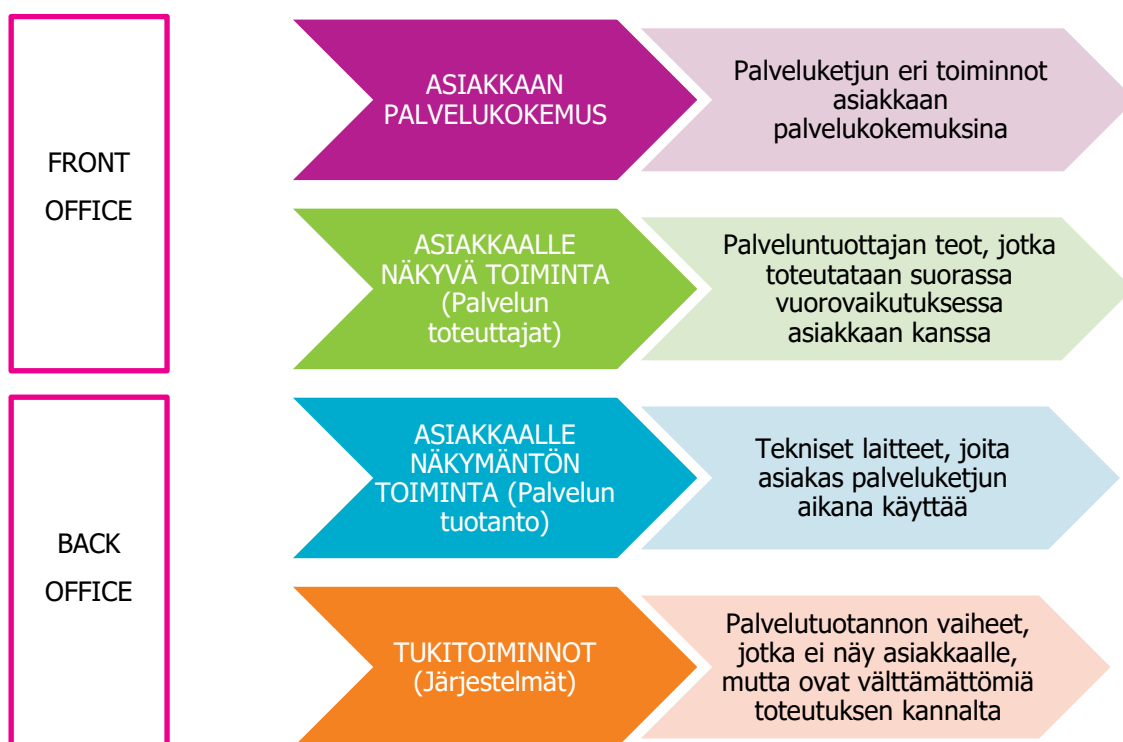 FRONT
OFFICE
ASIAKKAAN
PALVELUKOKEMUS
Palveluketjun eri toiminnot
asiakkaan
palvelukokemuksina
ASIAKKAALLE
NÄKYVÄ TOIMINTA
(Palvelun
toteuttajat)
Palveluntuottajan teot, jotka
toteutataan suorassa
vuorovaikutuksessa
asiakkaan kanssa
BACK
OFFICE
ASIAKKAALLE
NÄKYMÄNTÖN
TOIMINTA (Palvelun
tuotanto)
Tekniset laitteet, joita
asiakas palveluketjun
aikana käyttää
TUKITOIMINNOT
(Järjestelmät)
Palvelutuotannon vaiheet,
jotka ei näy asiakkaalle,
mutta ovat välttämättömiä
toteutuksen kannalta